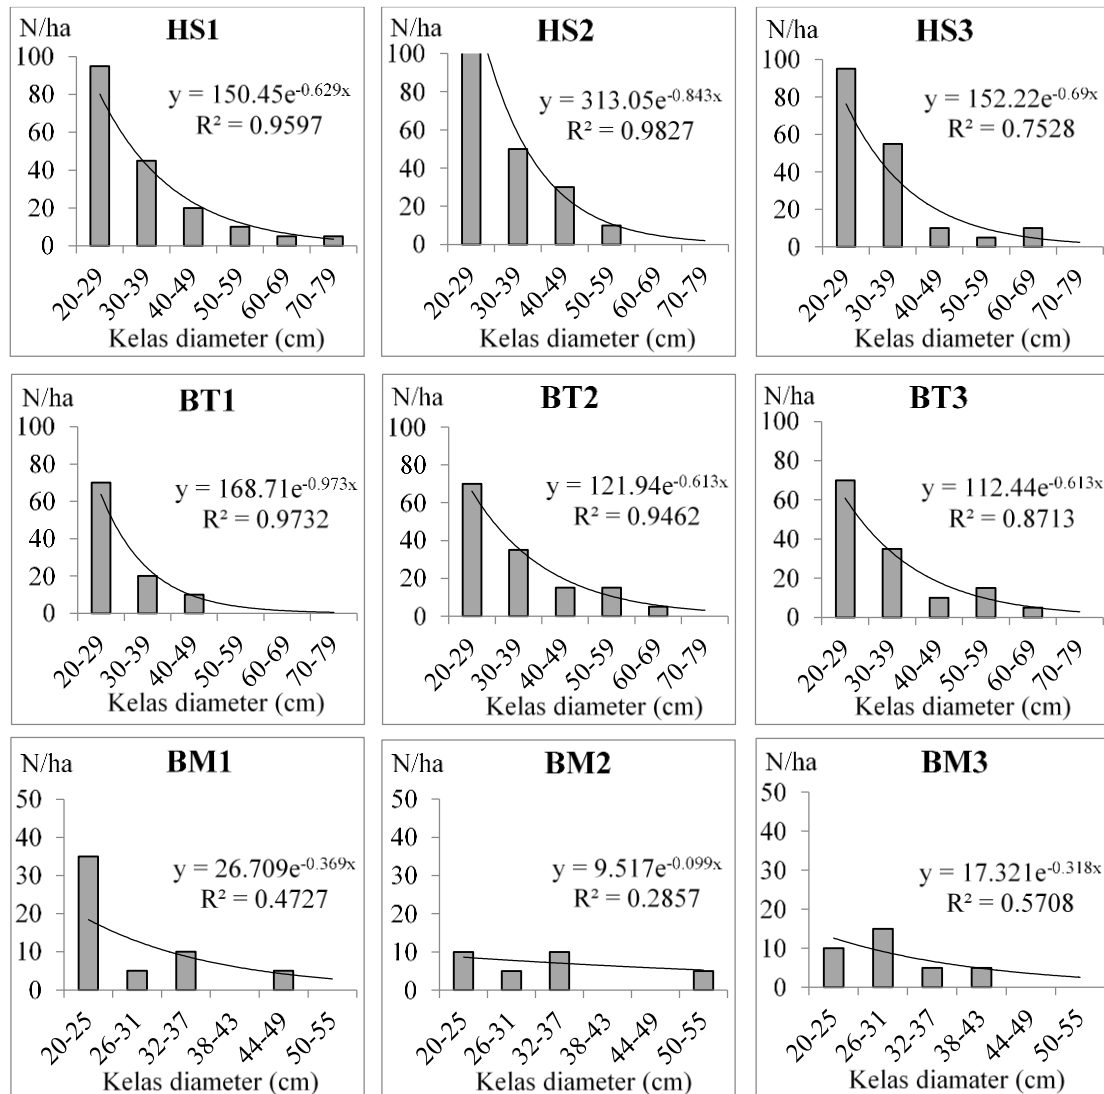 N/ha
HS1
100
80
60
40
20
0
y = 150.45e-0.629x
R² = 0.9597
20-29
30-39
40-49
50-59
60-69
70-79
Kelas diameter (cm)
N/ha
HS2
100
80
60
40
20
0
y = 313.05e-0.843x
R² = 0.9827
20-29
30-39
40-49
50-59
60-69
70-79
Kelas diameter (cm)
N/ha
HS3
100
80
60
40
20
0
y = 152.22e-0.69x
R² = 0.7528
20-29
30-39
40-49
50-59
60-69
70-79
Kelas diameter (cm)
N/ha
BT1
100
80
60
40
20
0
y = 168.71e-0.973x
R² = 0.9732
20-29
30-39
40-49
50-59
60-69
70-79
Kelas diameter (cm)
N/ha
BT2
100
80
60
40
20
0
y = 121.94e-0.613x
R² = 0.9462
20-29
30-39
40-49
50-59
60-69
70-79
Kelas diameter (cm)
N/ha
BT3
100
80
60
40
20
0
y = 112.44e-0.613x
R² = 0.8713
20-29
30-39
40-49
50-59
60-69
70-79
Kelas diameter (cm)
N/ha
BM1
50
40
30
20
10
0
y = 26.709e-0.369x
R² = 0.4727
20-25
26-31
32-37
38-43
44-49
50-55
Kelas diameter (cm)
N/ha
BM2
50
40
30
20
10
0
y = 9.517e-0.099x
R² = 0.2857
20-25
26-31
32-37
38-43
44-49
50-55
Kelas diameter (cm)
N/ha
BM3
50
40
30
20
10
0
y = 17.321e-0.318x
R² = 0.5708
20-25
26-31
32-37
38-43
44-49
50-55
Kelas diamater (cm)